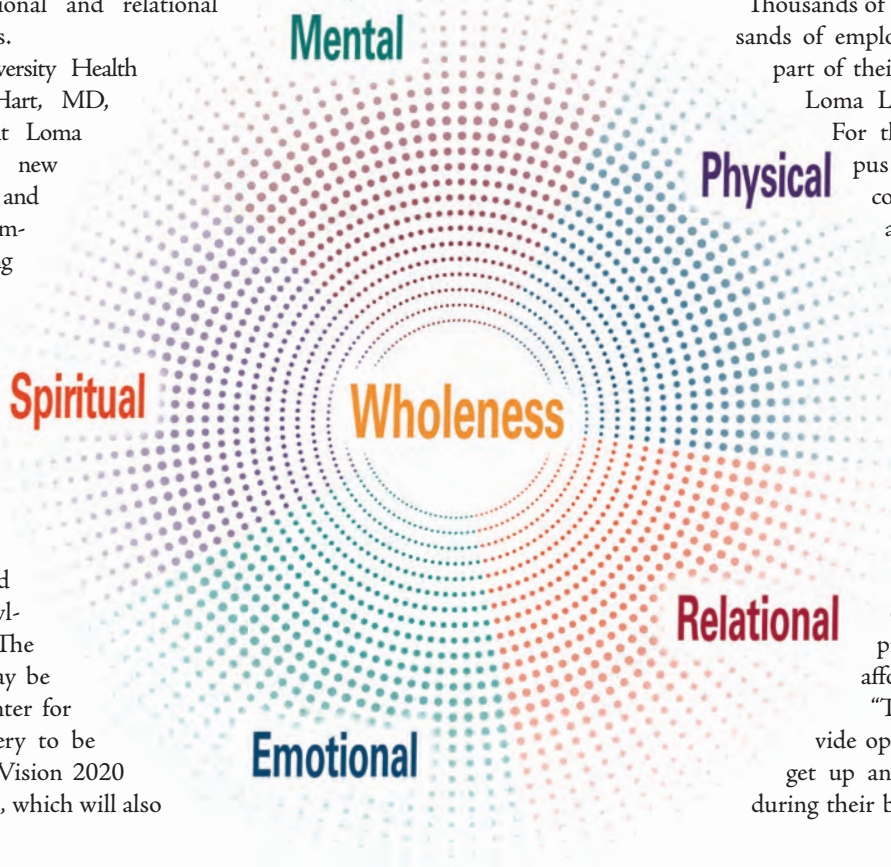 ional and relational
s.
versity Health
Hart, MD,
t Loma
new
and
m-
g
d
yl-
The
ay be
nter for
ery to be
Vision 2020
, which will also
Mental
Physical
Spiritual
Wholeness
Relational
Emotional
Thousands of
sands of emplo
part of thei
Loma L
For th
pus
co
a
p
affo
“T
vide op
get up an
during their b